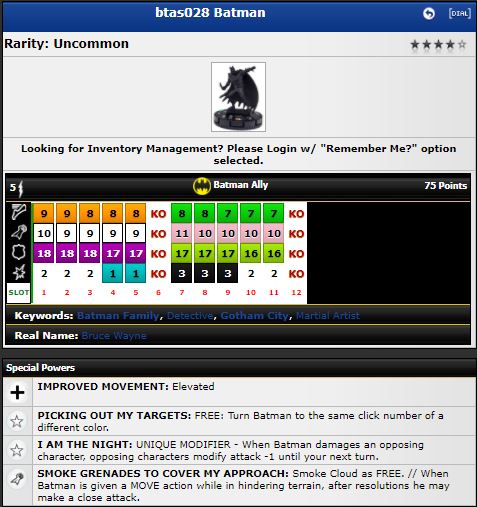 btas028 Batman
[DIAL]
Rarity: Uncommon
Looking for Inventory Management? Please Login w/ "Remember Me?" option
selected.
5 Batman Ally 75 Points
9 9 8 8 8 KO 8 8 7 7 7 KO
10 9 9 9 9 KO 11 10 10 10 10 KO
18 18 17 17 17 KO 17 17 17 16 16 KO
2 2 2 1 1 KO 3 3 3 2 2 KO
SLOT 1 2 3 4 5 6 7 8 9 10 11 12
Keywords: Batman Family, Detective, Gotham City, Martial Artist
Real Name: Bruce Wayne
Special Powers
IMPROVED MOVEMENT: Elevated
PICKING OUT MY TARGETS: FREE: Turn Batman to the same click number of a
different color.
I AM THE NIGHT: UNIQUE MODIFIER - When Batman damages an opposing
character, opposing characters modify attack -1 until your next turn.
SMOKE GRENADES TO COVER MY APPROACH: Smoke Cloud as FREE. // When
Batman is given a MOVE action while in hindering terrain, after resolutions he may
make a close attack.